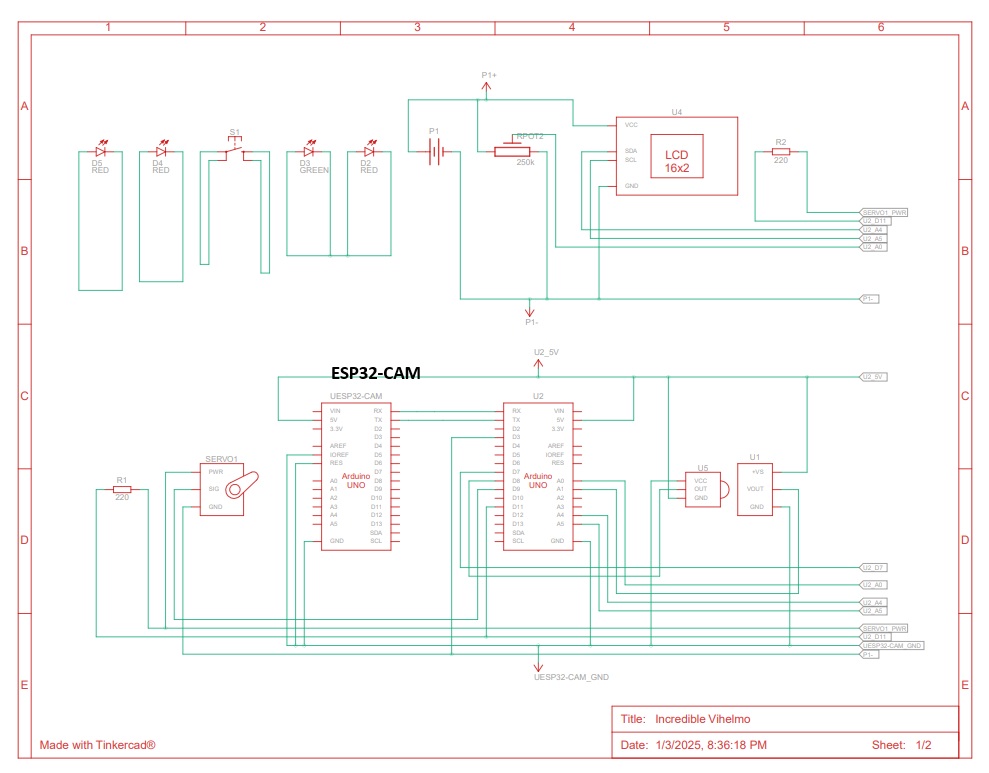 1 2 3 4 5 6
A A
P1+
U4
S1
P1
RPOT2
250k
VCC
SDA
SCL
GND
LCD
16x2
R2
220
D5
RED
D4
RED
D3
GREEN
D2
RED
SERVO1_PWR
U2_D11
U2_A4
U2_A5
U2_A0
B B
P1-
P1-
U2_5V
U2_5V
ESP32-CAM
C C
UESP32-CAM
VIN RX
5V TX
3.3V D2
D3
AREF D4
IOREF D5
RES D6
D7
A0 D8
A1 D9
A2 D10
A3 D11
A4 D12
A5 D13
SDA
GND SCL
Arduino
UNO
U2
RX VIN
TX 5V
D2 3.3V
D3
D4 AREF
D5 IOREF
D6 RES
D7
D8 A0
D9 A1
D10 A2
D11 A3
D12 A4
D13 A5
SDA
SCL GND
Arduino
UNO
SERVO1
PWR
SIG
GND
R1
220
U5
VCC
OUT
GND
U1
+VS
VOUT
GND
D D
U2_D7
U2_A0
U2_A4
U2_A5
SERVO1_PWR
U2_D11
UESP32-CAM_GND
P1-
UESP32-CAM_GND
E E
Title: Incredible Vihelmo
Made with Tinkercad®
Date: 1/3/2025, 8:36:18 PM Sheet: 1/2